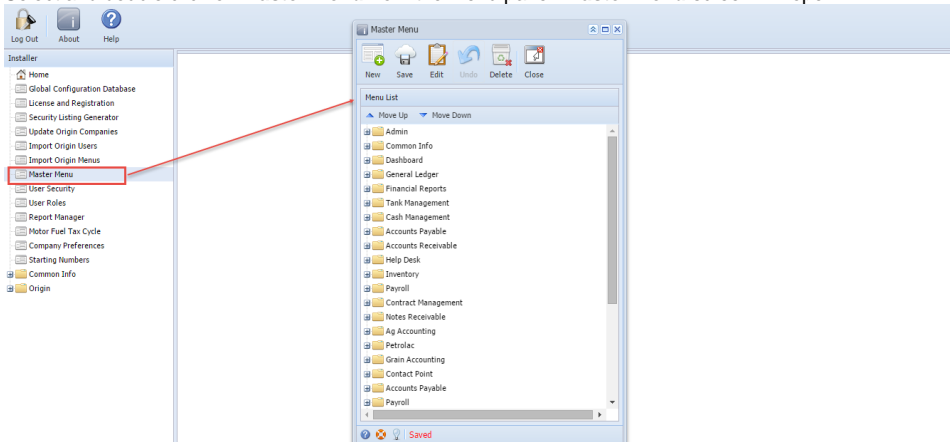 Log Out About Help
Installer
Home
Global Configuration Database
License and Registration
Security Listing Generator
Update Origin Companies
Import Origin Users
Import Origin Menus
Master Menu
User Security
User Roles
Report Manager
Motor Fuel Tax Cycle
Company Preferences
Starting Numbers
Common Info
Origin
Master Menu
New Save Edit Undo Delete Close
Menu List
Move Up Move Down
Admin
Common Info
Dashboard
General Ledger
Financial Reports
Tank Management
Cash Management
Accounts Payable
Accounts Receivable
Help Desk
Inventory
Payroll
Contract Management
Notes Receivable
Ag Accounting
Petrolac
Grain Accounting
Contact Point
Accounts Payable
Payroll
Saved